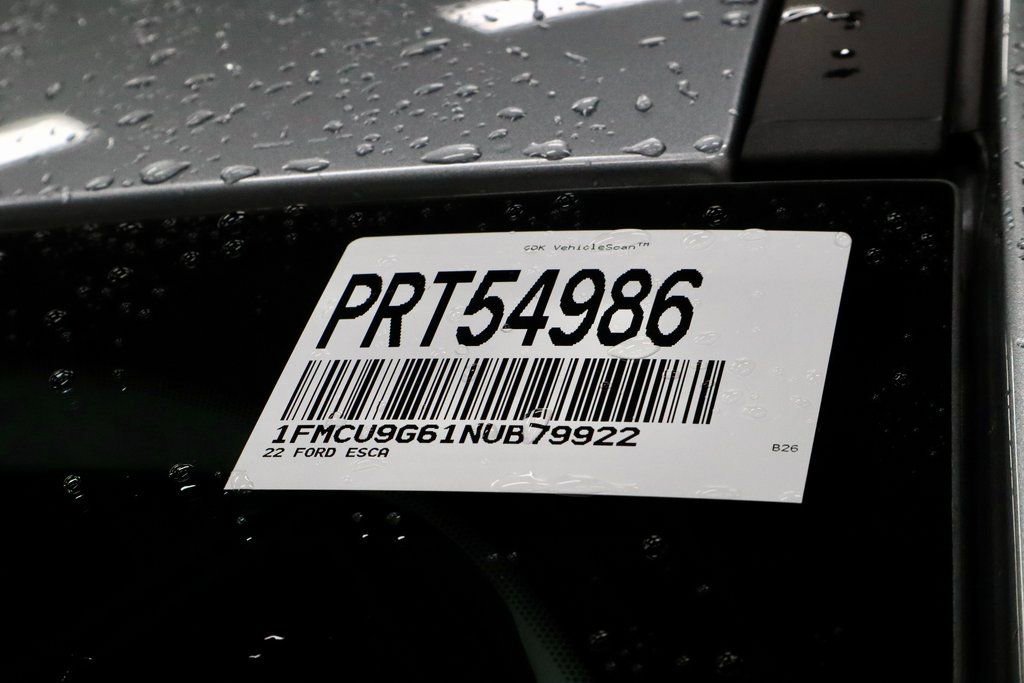 CDK VehicleScan™
PRT54986
1FMCU9G61NUB79922
22 FORD ESCA
B26